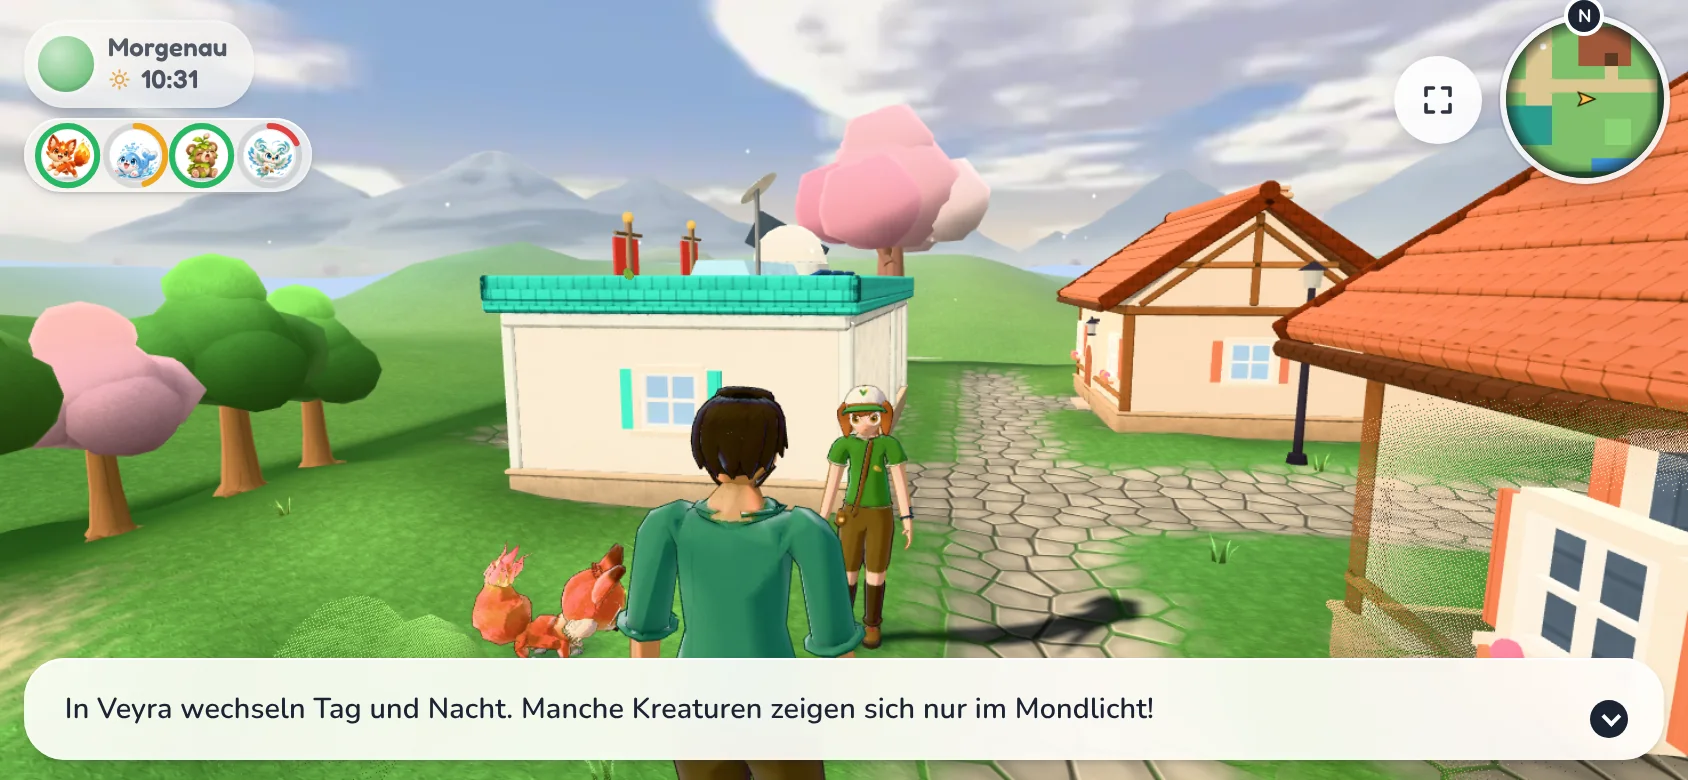 Morgenau
10:31
N
In Veyra wechseln Tag und Nacht. Manche Kreaturen zeigen sich nur im Mondlicht!